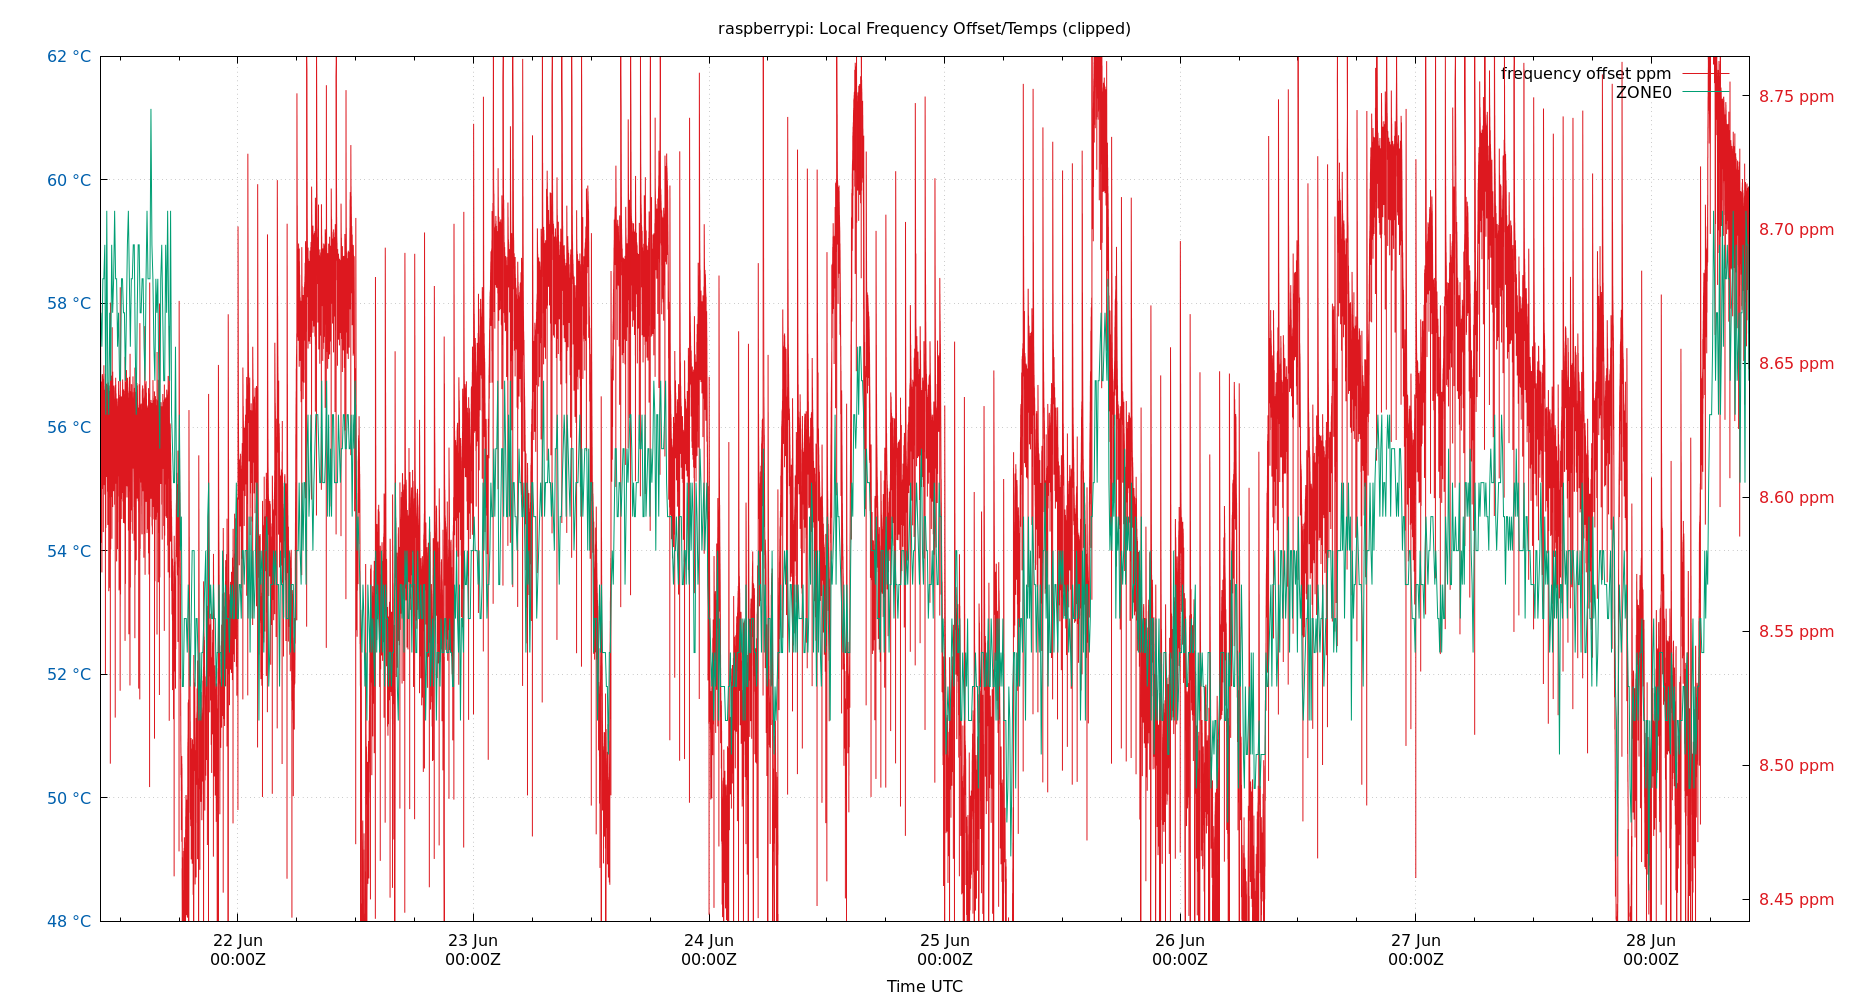 raspberrypi: Local Frequency Offset/Temps (clipped)
62 °C
60 °C
58 °C
56 °C
54 °C
52 °C
50 °C
48 °C
frequency offset ppm
ZONE0
8.75 ppm
8.70 ppm
8.65 ppm
8.60 ppm
8.55 ppm
8.50 ppm
8.45 ppm
22 Jun
00:00Z
23 Jun
00:00Z
24 Jun
00:00Z
25 Jun
00:00Z
26 Jun
00:00Z
27 Jun
00:00Z
28 Jun
00:00Z
Time UTC